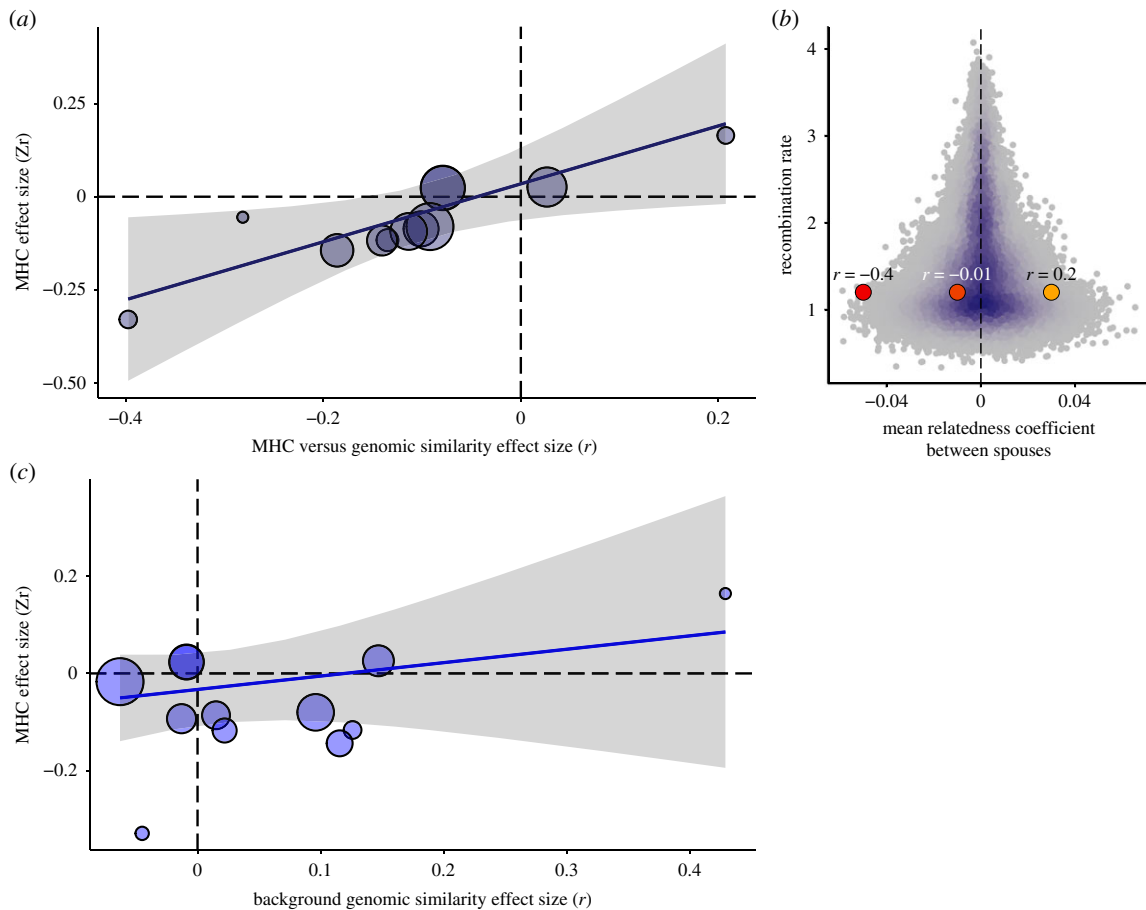 (a)
0.25
0
−0.25
−0.50
MHC effect size (Zr)
−0.4
−0.2
0
0.2
MHC versus genomic similarity effect size (r)
(b)
4
3
2
1
recombination rate
r = −0.4
r = −0.01
r = 0.2
−0.04
0
0.04
mean relatedness coefficient
between spouses
(c)
0.2
0
−0.2
MHC effect size (Zr)
0
0.1
0.2
0.3
0.4
background genomic similarity effect size (r)